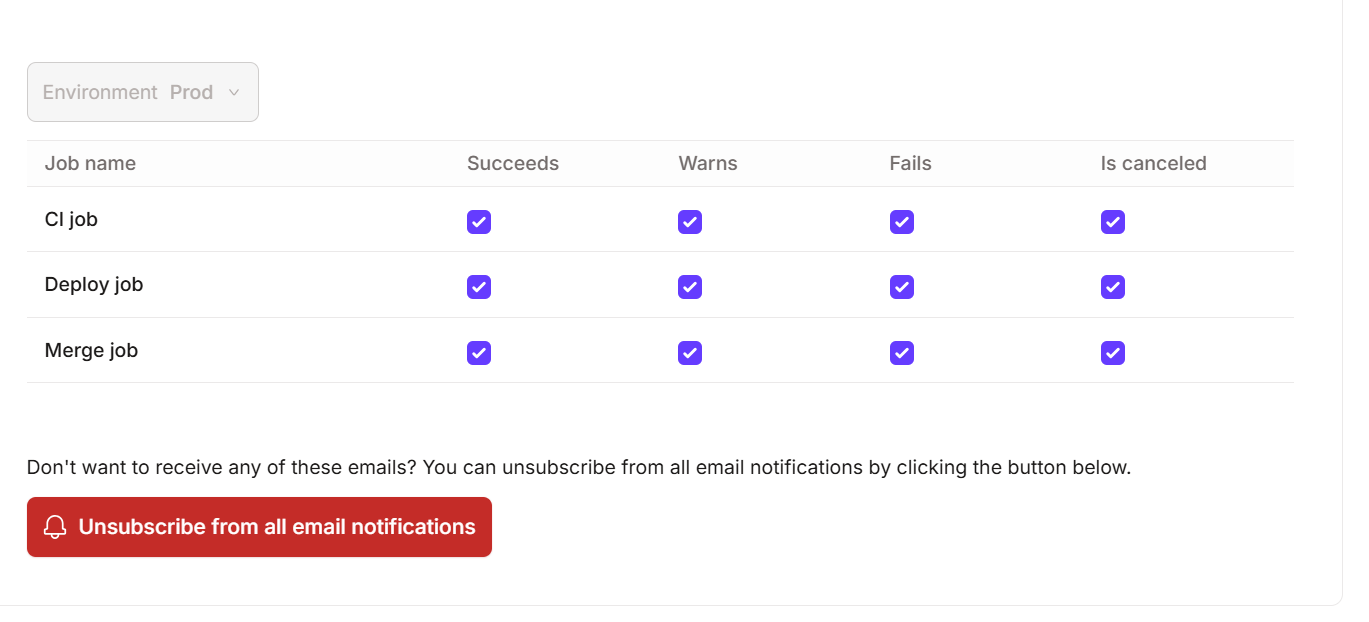 Environment Prod
Job name Succeeds Warns Fails Is canceled
CI job
Deploy job
Merge job
Don't want to receive any of these emails? You can unsubscribe from all email notifications by clicking the button below.
Unsubscribe from all email notifications